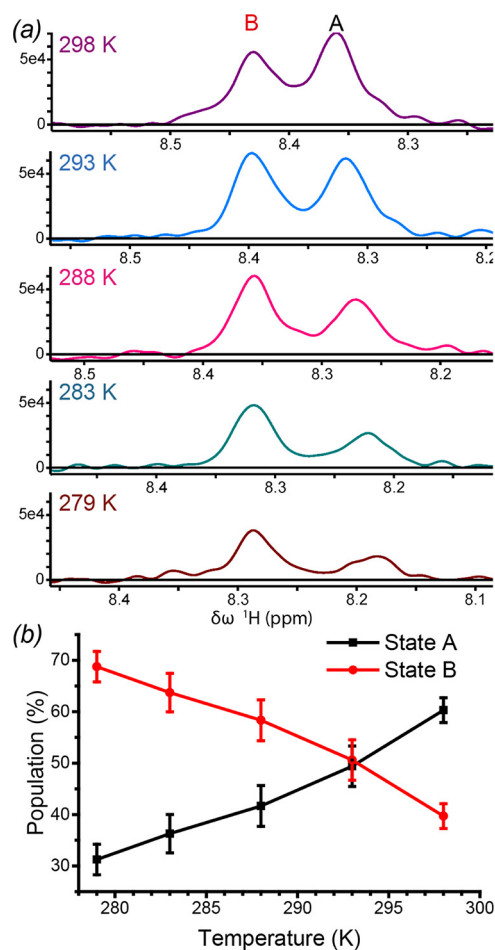 (a) B A
298 K
5e4
0
8.5 8.4 8.3
293 K
5e4
0
8.5 8.4 8.3 8.2
288 K
5e4
0
8.5 8.4 8.3 8.2
283 K
5e4
0
8.4 8.3 8.2
279 K
5e4
0
8.4 8.3 8.2 8.1
δω ¹H (ppm)
(b)
State A
State B
70
60
50
40
30
Population (%)
280 285 290 295 300
Temperature (K)